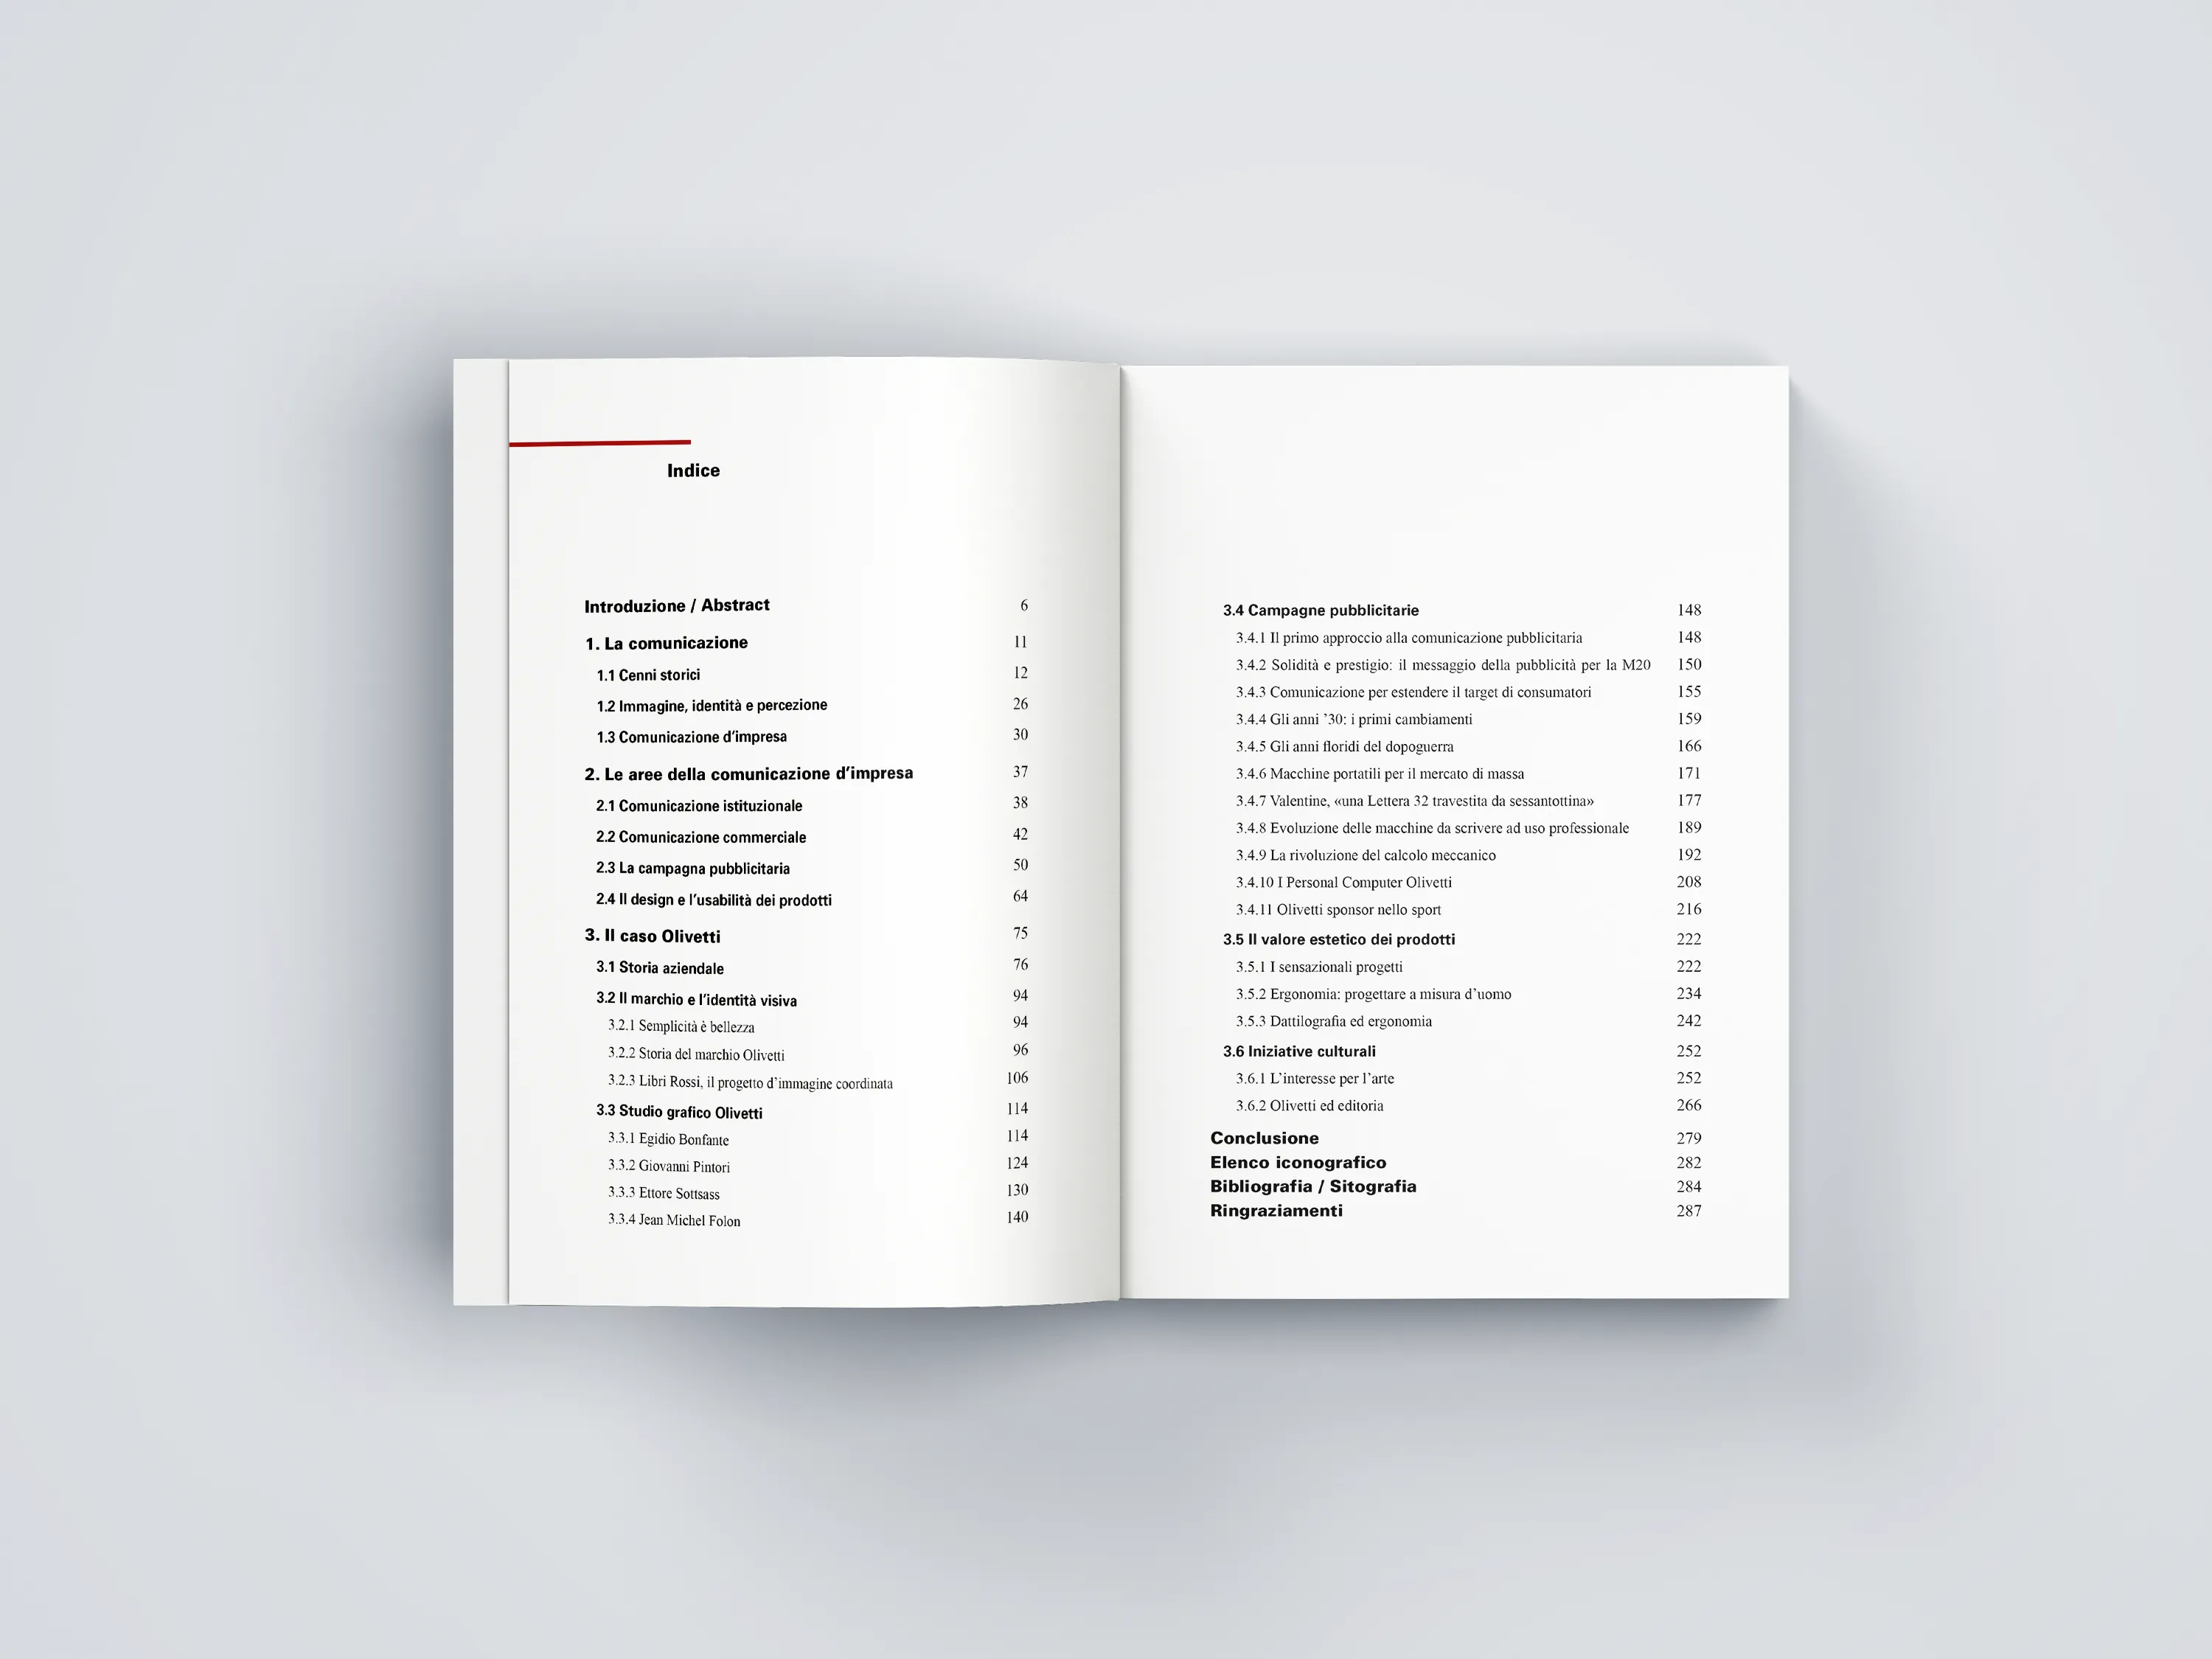 Indice
Introduzione / Abstract 6
1. La comunicazione 11
1.1 Cenni storici 12
1.2 Immagine, identità e percezione 26
1.3 Comunicazione d’impresa 30
2. Le aree della comunicazione d’impresa 37
2.1 Comunicazione istituzionale 38
2.2 Comunicazione commerciale 42
2.3 La campagna pubblicitaria 50
2.4 Il design e l’usabilità dei prodotti 64
3. Il caso Olivetti 75
3.1 Storia aziendale 76
3.2 Il marchio e l’identità visiva 94
3.2.1 Semplicità è bellezza 94
3.2.2 Storia del marchio Olivetti 96
3.2.3 Libri Rossi, il progetto d’immagine coordinata 106
3.3 Studio grafico Olivetti 114
3.3.1 Egidio Bonfante 114
3.3.2 Giovanni Pintori 124
3.3.3 Ettore Sottsass 130
3.3.4 Jean Michel Folon 140
3.4 Campagne pubblicitarie 148
3.4.1 Il primo approccio alla comunicazione pubblicitaria 148
3.4.2 Solidità e prestigio: il messaggio della pubblicità per la M20 150
3.4.3 Comunicazione per estendere il target di consumatori 155
3.4.4 Gli anni ’30: i primi cambiamenti 159
3.4.5 Gli anni floridi del dopoguerra 166
3.4.6 Macchine portatili per il mercato di massa 171
3.4.7 Valentine, «una Lettera 32 travestita da sessantottina» 177
3.4.8 Evoluzione delle macchine da scrivere ad uso professionale 189
3.4.9 La rivoluzione del calcolo meccanico 192
3.4.10 I Personal Computer Olivetti 208
3.4.11 Olivetti sponsor nello sport 216
3.5 Il valore estetico dei prodotti 222
3.5.1 I sensazionali progetti 222
3.5.2 Ergonomia: progettare a misura d’uomo 234
3.5.3 Dattilografia ed ergonomia 242
3.6 Iniziative culturali 252
3.6.1 L’interesse per l’arte 252
3.6.2 Olivetti ed editoria 266
Conclusione 279
Elenco iconografico 282
Bibliografia / Sitografia 284
Ringraziamenti 287